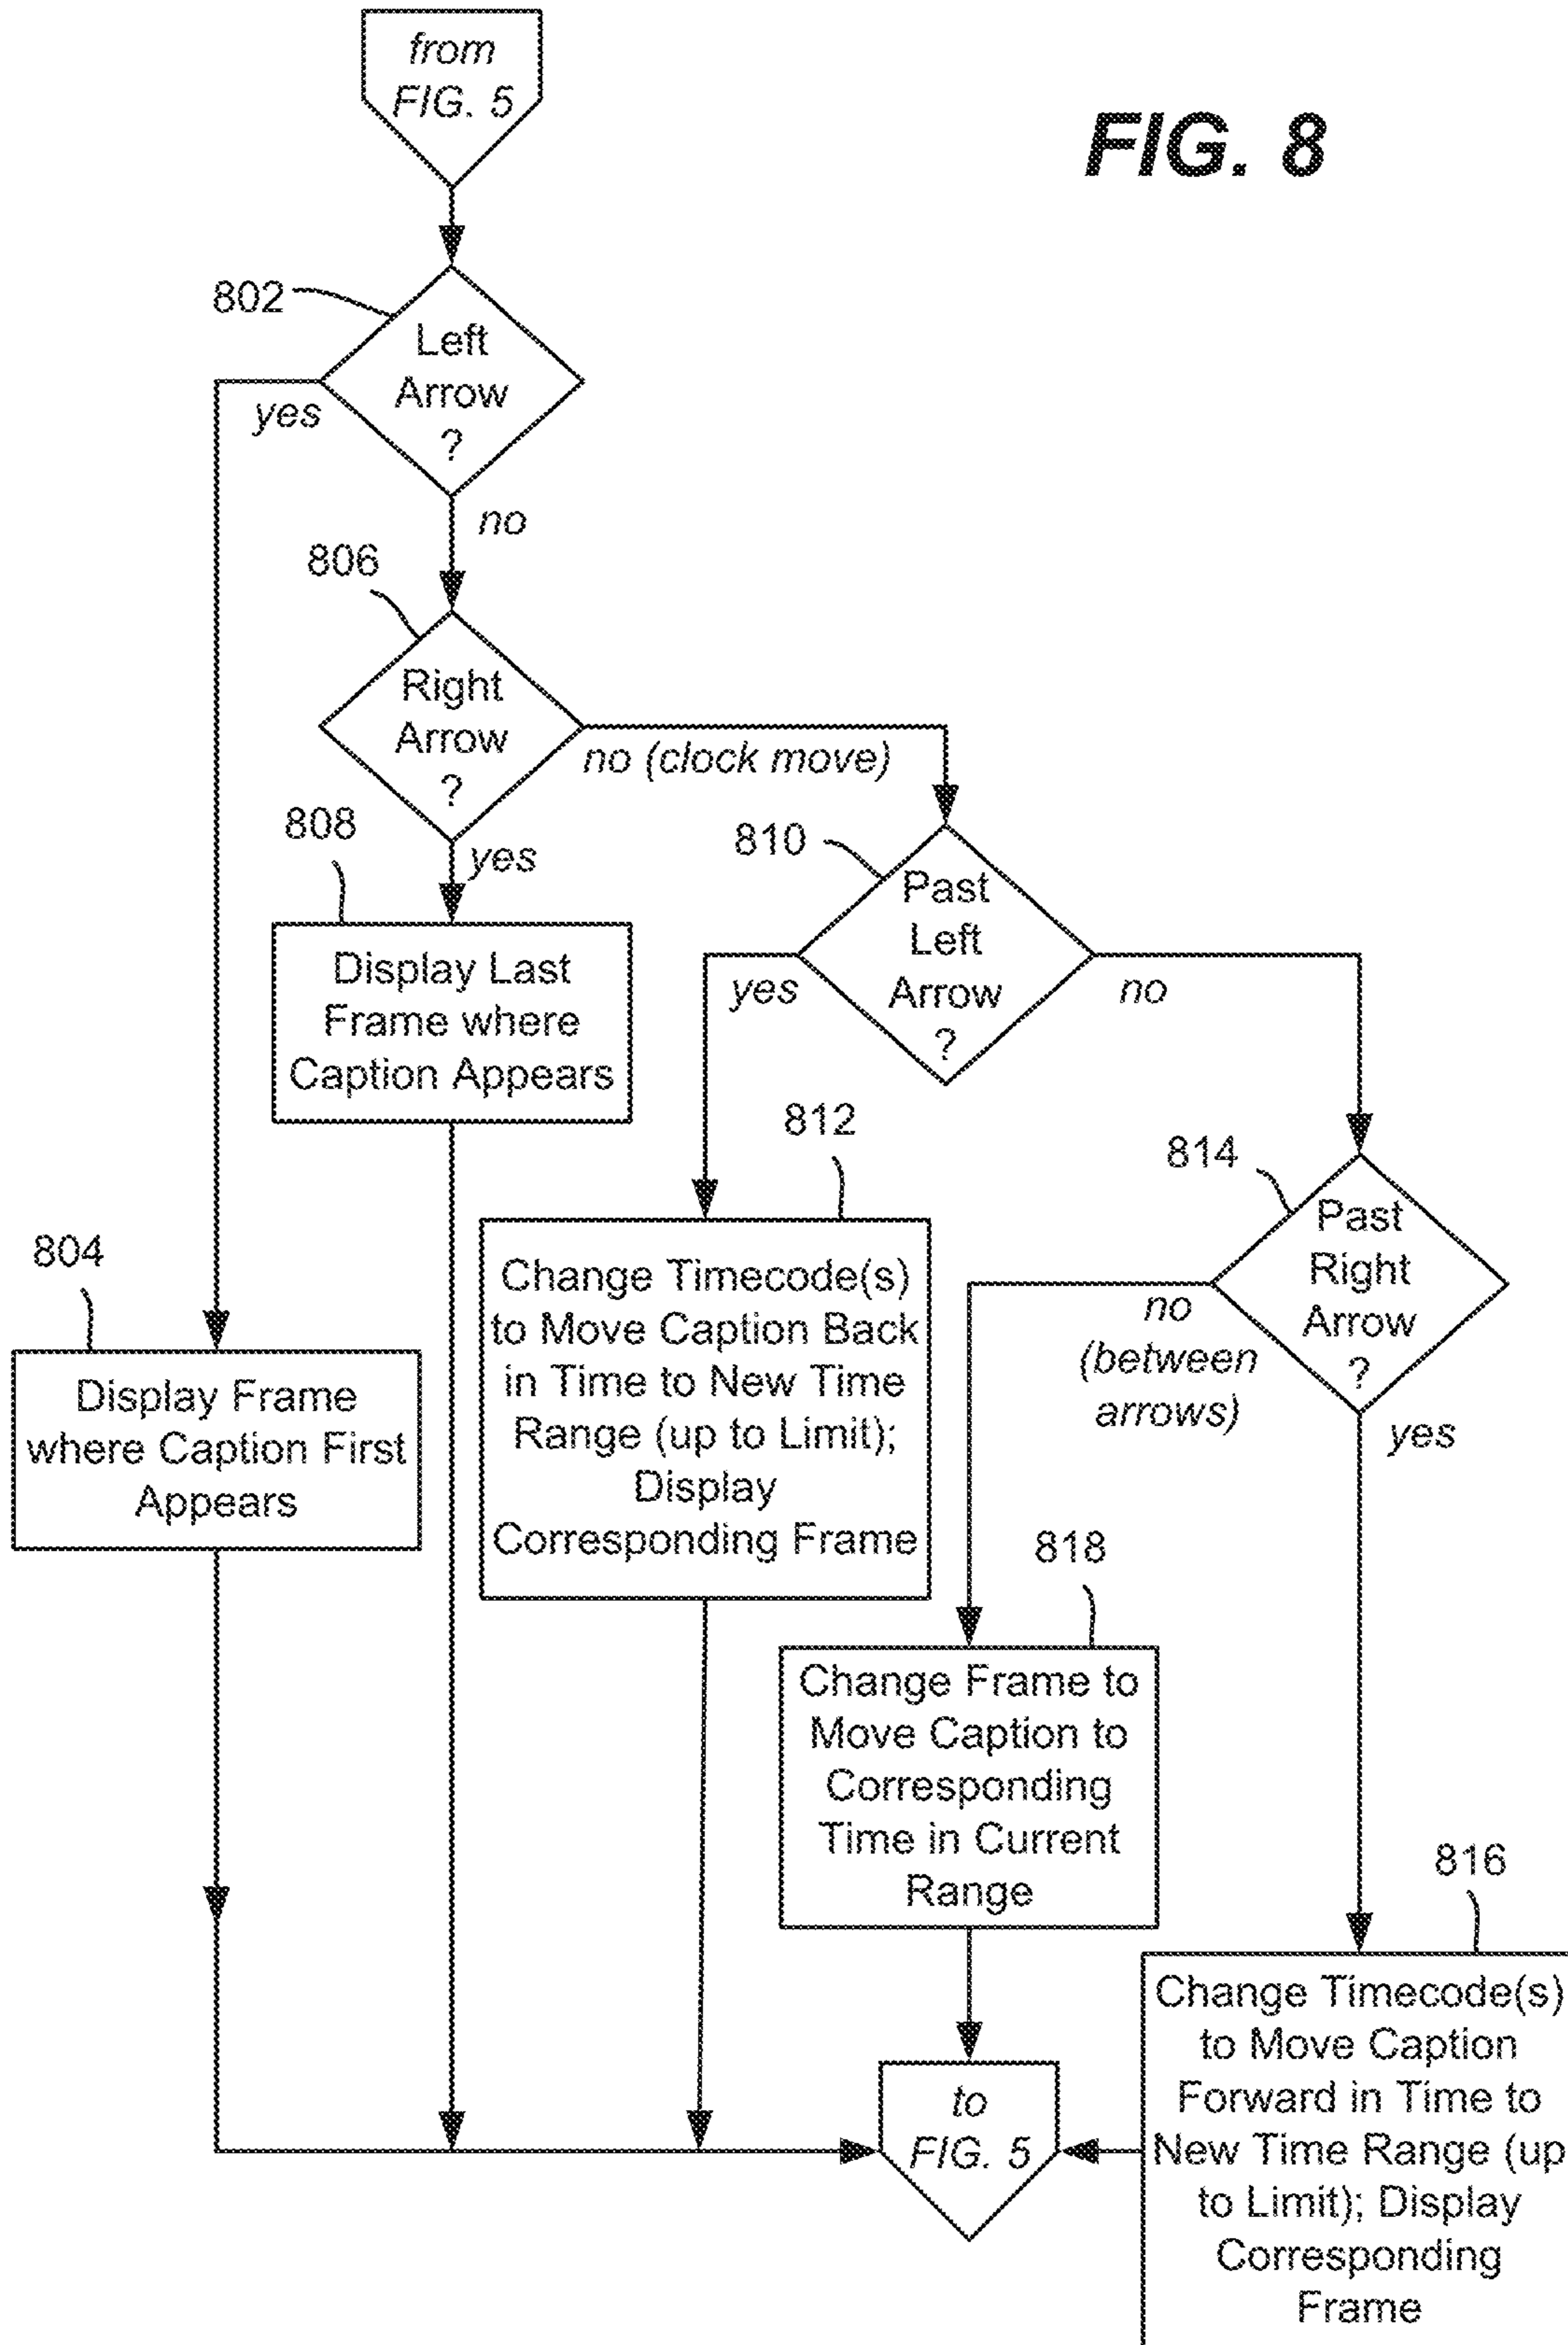 from
FIG. 5
FIG. 8
802
Left
Arrow
?
yes
no
806
Right
Arrow
?
no (clock move)
808
yes
810
Past
Left
Arrow
?
yes
no
Display Last
Frame where
Caption Appears
812
814
Past
Right
Arrow
?
no
(between
arrows)
yes
804
Display Frame
where Caption First
Appears
Change Timecode(s)
to Move Caption Back
in Time to New Time
Range (up to Limit);
Display
Corresponding Frame
818
Change Frame to
Move Caption to
Corresponding
Time in Current
Range
816
Change Timecode(s)
to Move Caption
Forward in Time to
New Time Range (up
to Limit); Display
Corresponding
Frame
to
FIG. 5